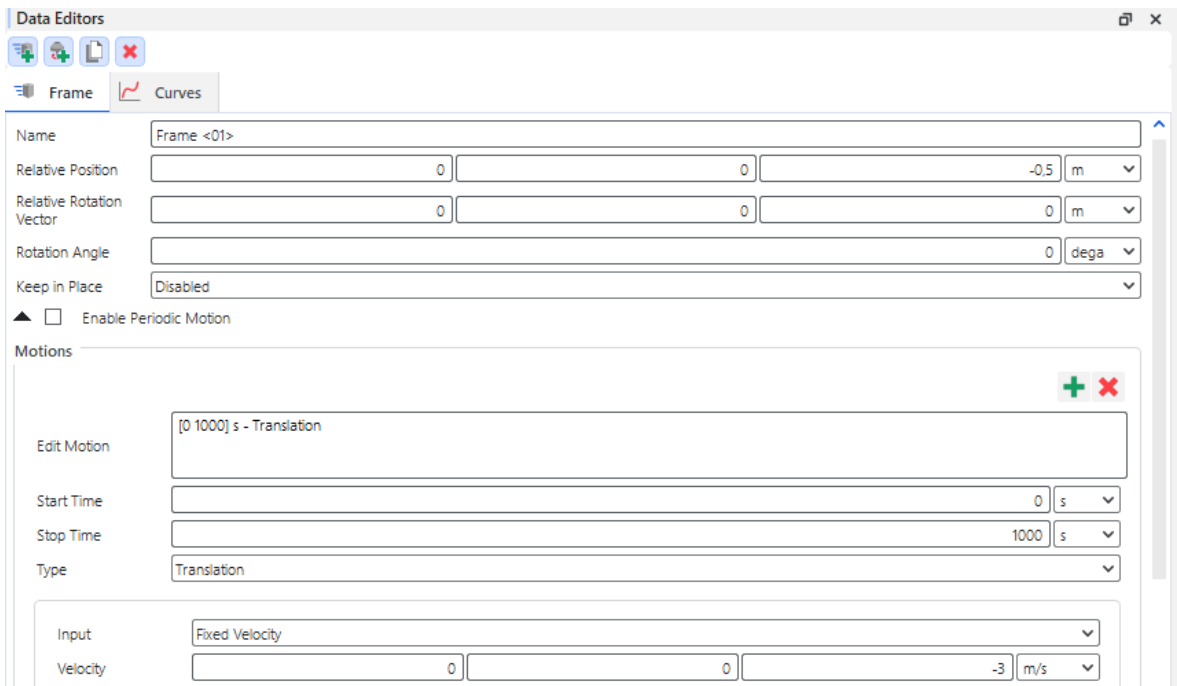 Data Editors
Frame Curves
Name Frame <01>
Relative Position 0 0 -0,5 m
Relative Rotation
Vector 0 0 0 m
Rotation Angle 0 dega
Keep in Place Disabled
Enable Periodic Motion
Motions
[0 1000] s - Translation
Edit Motion
Start Time 0 s
Stop Time 1000 s
Type Translation
Input Fixed Velocity
Velocity 0 0 -3 m/s